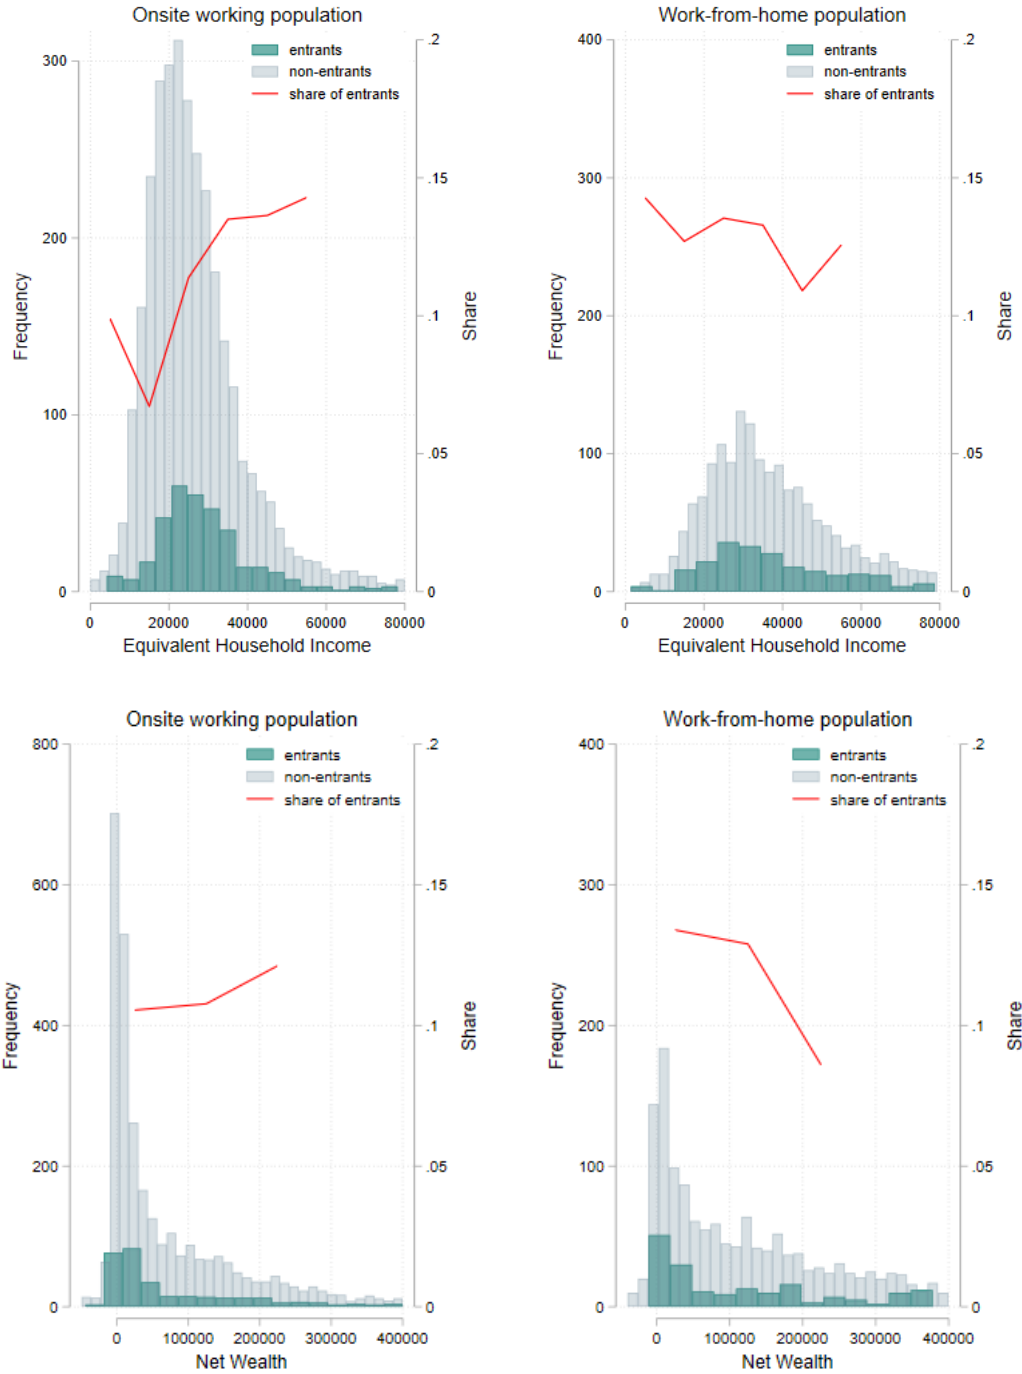 Onsite working population
entrants
non-entrants
share of entrants
300
200
100
0
.2
.15
.1
.05
0
Frequency
Share
0 20000 40000 60000 80000
Equivalent Household Income
Work-from-home population
entrants
non-entrants
share of entrants
400
300
200
100
0
.2
.15
.1
.05
0
Frequency
Share
0 20000 40000 60000 80000
Equivalent Household Income
Onsite working population
entrants
non-entrants
share of entrants
800
600
400
200
0
.2
.15
.1
.05
0
Frequency
Share
0 100000 200000 300000 400000
Net Wealth
Work-from-home population
entrants
non-entrants
share of entrants
400
300
200
100
0
.2
.15
.1
.05
0
Frequency
Share
0 100000 200000 300000 400000
Net Wealth